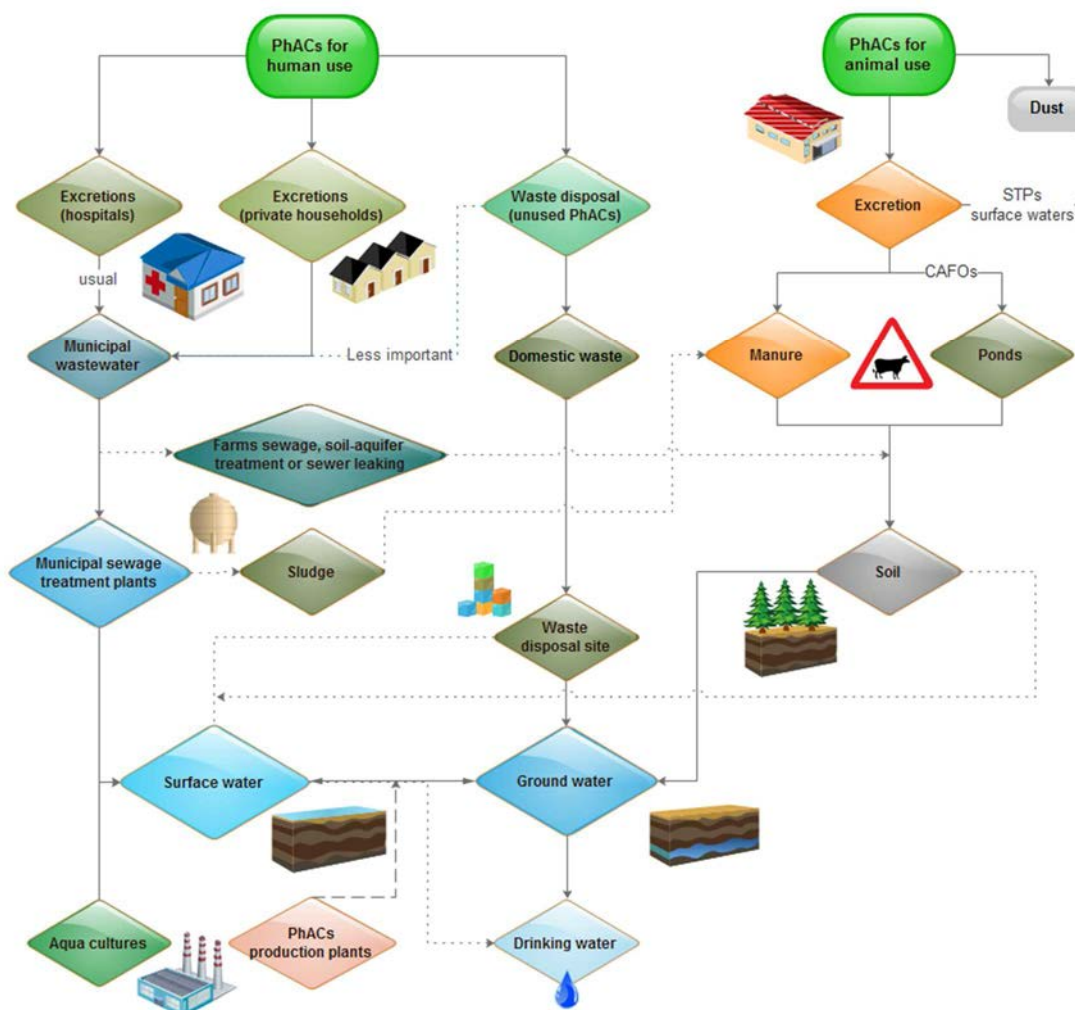 PhACs for
human use
PhACs for
animal use
Dust
Excretions
(hospitals)
Excretions
(private households)
Waste disposal
(unused PhACs)
Excretion
STPs
surface waters
usual
CAFOs
Municipal
wastewater
Less important
Domestic waste
Manure
Ponds
Farms sewage, soil-aquifer
treatment or sewer leaking
Municipal sewage
treatment plants
Sludge
Soil
Waste
disposal site
Surface water
Ground water
Aqua cultures
PhACs
production plants
Drinking water